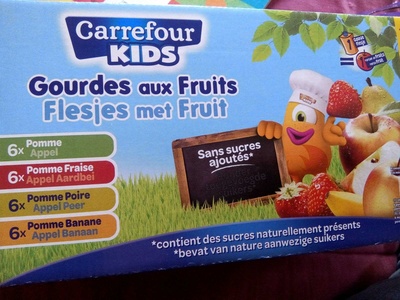 Carrefour
KIDS
Gourdes aux Fruits
Flesjes met Fruit
6x Pomme
Appel
6x Pomme Fraise
Appel Aardbei
6x Pomme Poire
Appel Peer
6x Pomme Banane
Appel Banaan
Sans sucres
ajoutés*
*contient des sucres naturellement présents
*bevat van nature aanwezige suikers